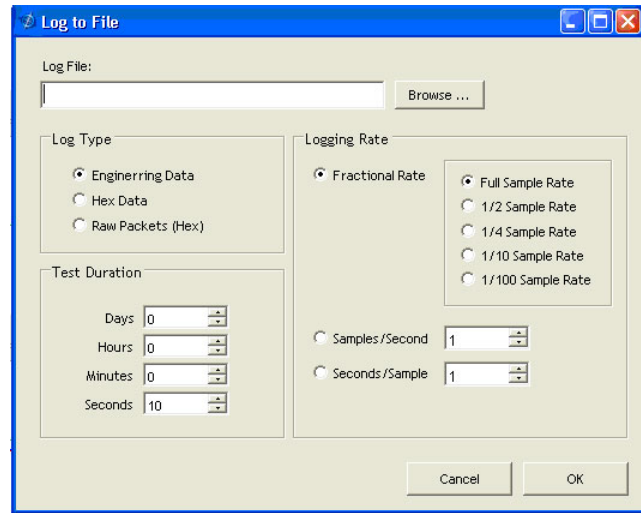 Log to File
Log File:
Browse ...
Log Type
Enginerring Data
Hex Data
Raw Packets (Hex)
Test Duration
Days 0
Hours 0
Minutes 0
Seconds 10
Logging Rate
Fractional Rate
Full Sample Rate
1/2 Sample Rate
1/4 Sample Rate
1/10 Sample Rate
1/100 Sample Rate
Samples/Second 1
Seconds/Sample 1
Cancel OK